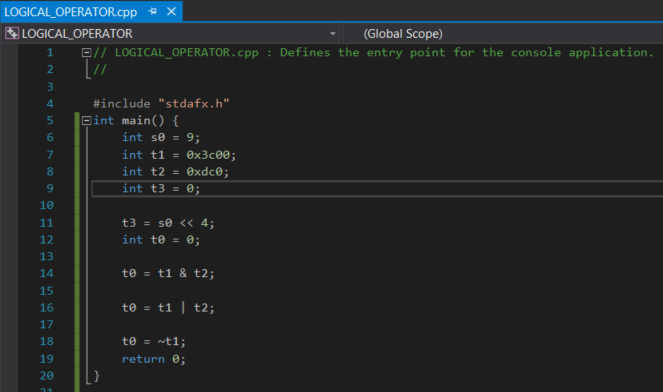 LOGICAL_OPERATOR.cpp
LOGICAL_OPERATOR (Global Scope)
1 // LOGICAL_OPERATOR.cpp : Defines the entry point for the console application.
2 //
3
4 #include "stdafx.h"
5 int main() {
6 int s0 = 9;
7 int t1 = 0x3c00;
8 int t2 = 0xdc0;
9 int t3 = 0;
10
11 t3 = s0 << 4;
12 int t0 = 0;
13
14 t0 = t1 & t2;
15
16 t0 = t1 | t2;
17
18 t0 = ~t1;
19 return 0;
20 }
21